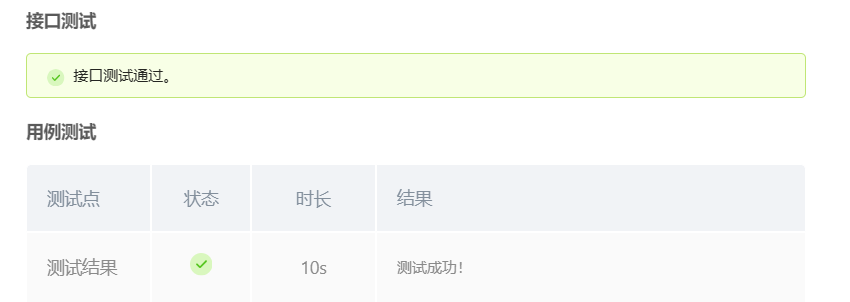 接口测试
接口测试通过。
用例测试
测试点 状态 时长 结果
测试结果 10s 测试成功!